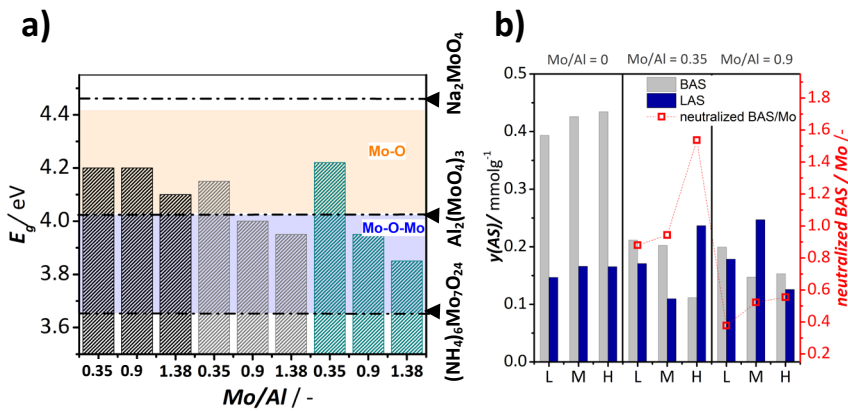 a)
E_g/ eV
4.4
4.2
4.0
3.8
3.6
Mo-O
Mo-O-Mo
0.35 0.9 1.38 0.35 0.9 1.38 0.35 0.9 1.38
Mo/Al / -
Na₂MoO₄
Al₂(MoO₄)₃
(NH₄)₆Mo₇O₂₄
b)
Mo/Al = 0 Mo/Al = 0.35 Mo/Al = 0.9
BAS
LAS
neutralized BAS/Mo
y(AS)/ mmolg⁻¹
0.5
0.4
0.3
0.2
0.1
0.0
L M H L M H L M H
1.8
1.6
1.4
1.2
1.0
0.8
0.6
0.4
0.2
neutralized BAS / Mo /-